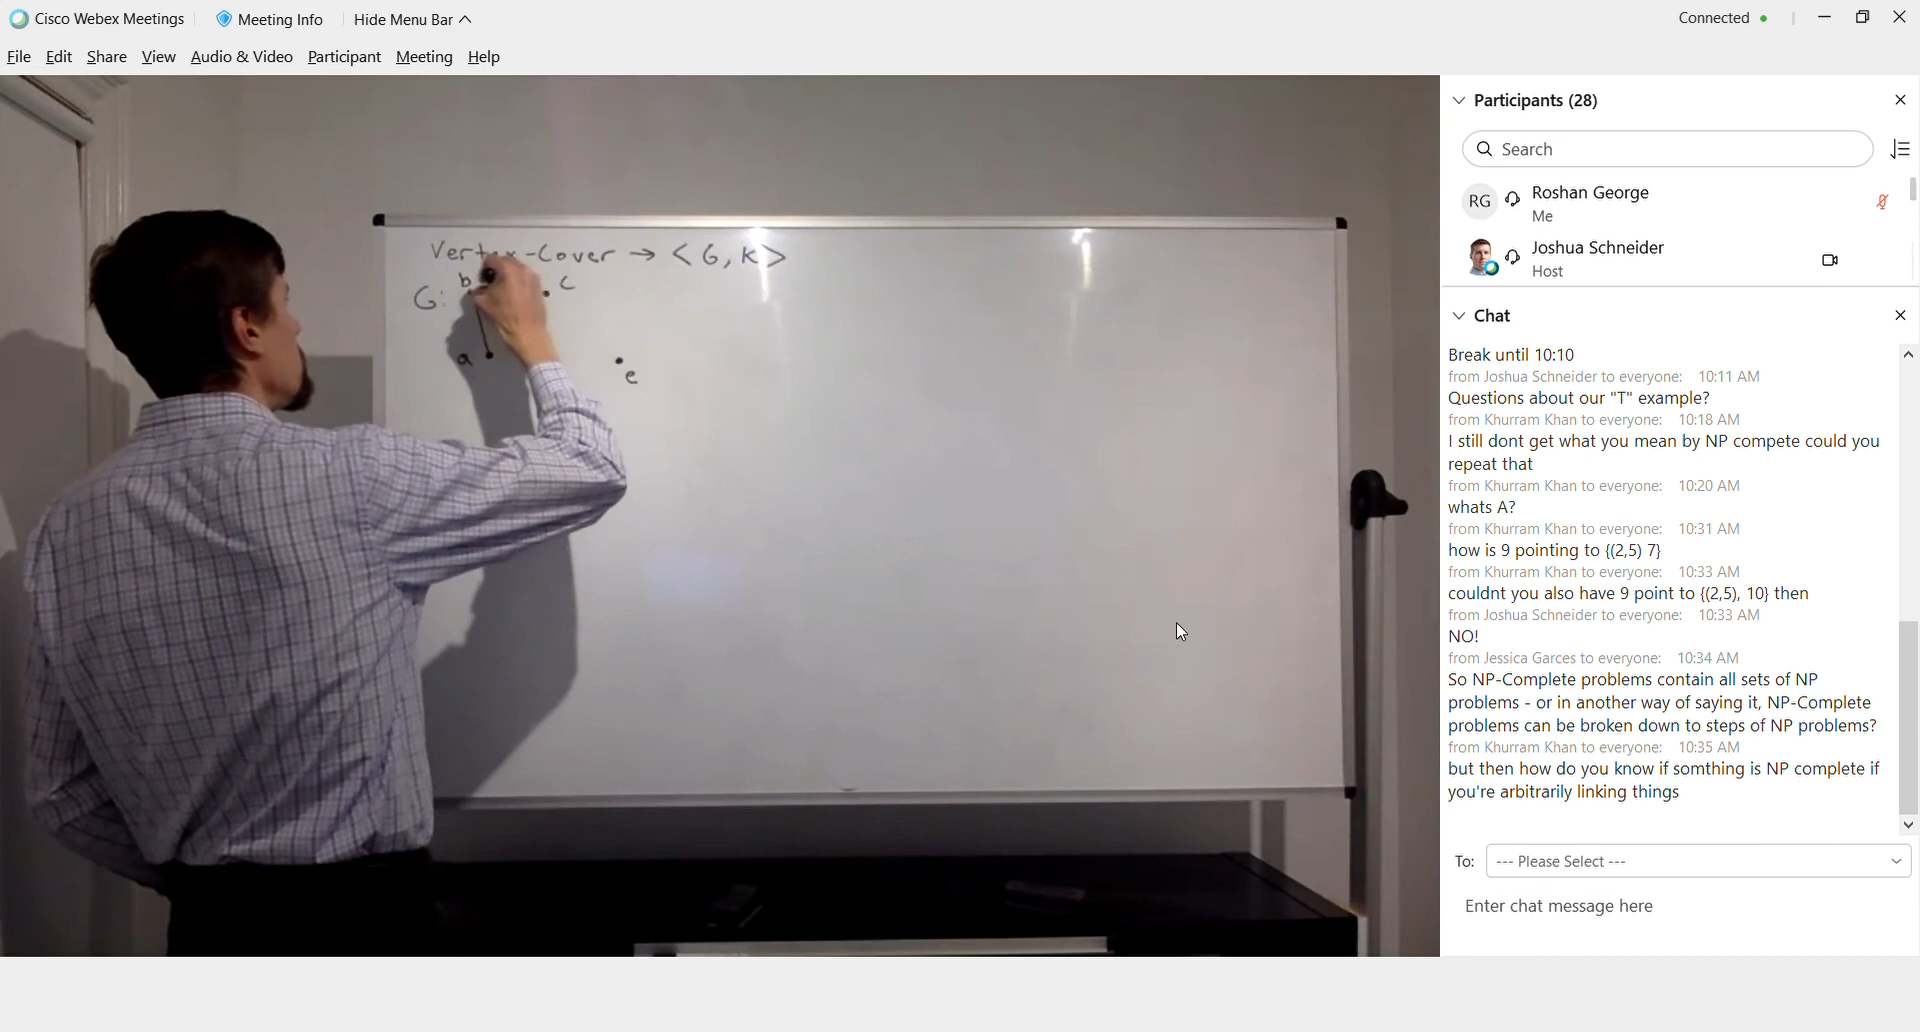 Cisco Webex Meetings
Meeting Info
Hide Menu Bar
Connected
File Edit Share View Audio & Video Participant Meeting Help
Vertex-Cover → <G, K>
G:
b
c
a
e
Participants (28)
Search
RG
Roshan George
Me
Joshua Schneider
Host
Chat
Break until 10:10
from Joshua Schneider to everyone: 10:11 AM
Questions about our "T" example?
from Khurram Khan to everyone: 10:18 AM
I still dont get what you mean by NP compete could you
repeat that
from Khurram Khan to everyone: 10:20 AM
whats A?
from Khurram Khan to everyone: 10:31 AM
how is 9 pointing to {(2,5) 7}
from Khurram Khan to everyone: 10:33 AM
couldnt you also have 9 point to {(2,5), 10} then
from Joshua Schneider to everyone: 10:33 AM
NO!
from Jessica Garces to everyone: 10:34 AM
So NP-Complete problems contain all sets of NP
problems - or in another way of saying it, NP-Complete
problems can be broken down to steps of NP problems?
from Khurram Khan to everyone: 10:35 AM
but then how do you know if somthing is NP complete if
you're arbitrarily linking things
To: --- Please Select ---
Enter chat message here